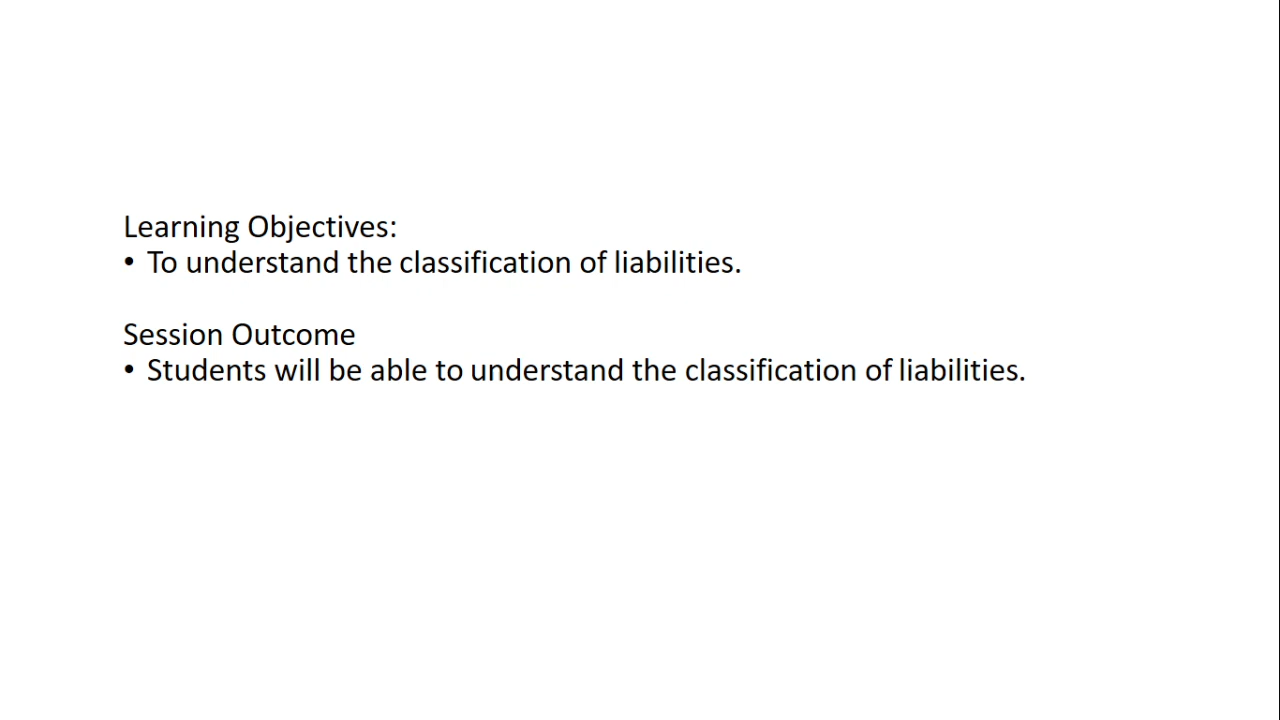 Learning Objectives:
• To understand the classification of liabilities.
Session Outcome
• Students will be able to understand the classification of liabilities.